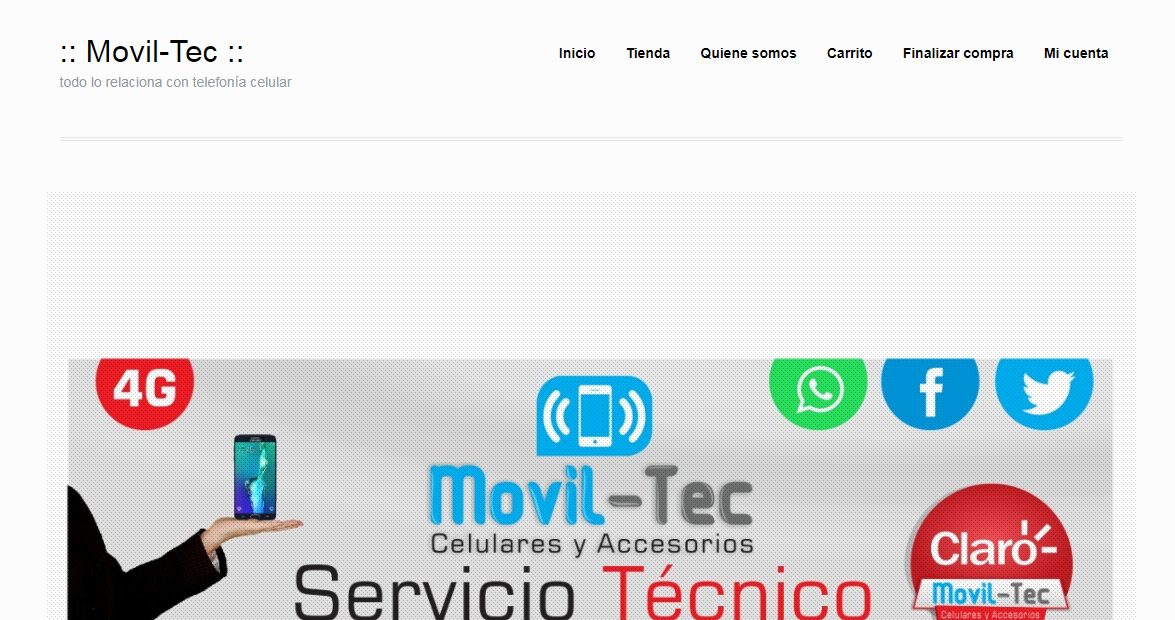 :: Movil-Tec ::
todo lo relaciona con telefonía celular
Inicio Tienda Quiene somos Carrito Finalizar compra Mi cuenta
4G
Movil-Tec
Celulares y Accesorios
Servicio Técnico
Claro-
Movil-Tec
Celulares y Accesorios